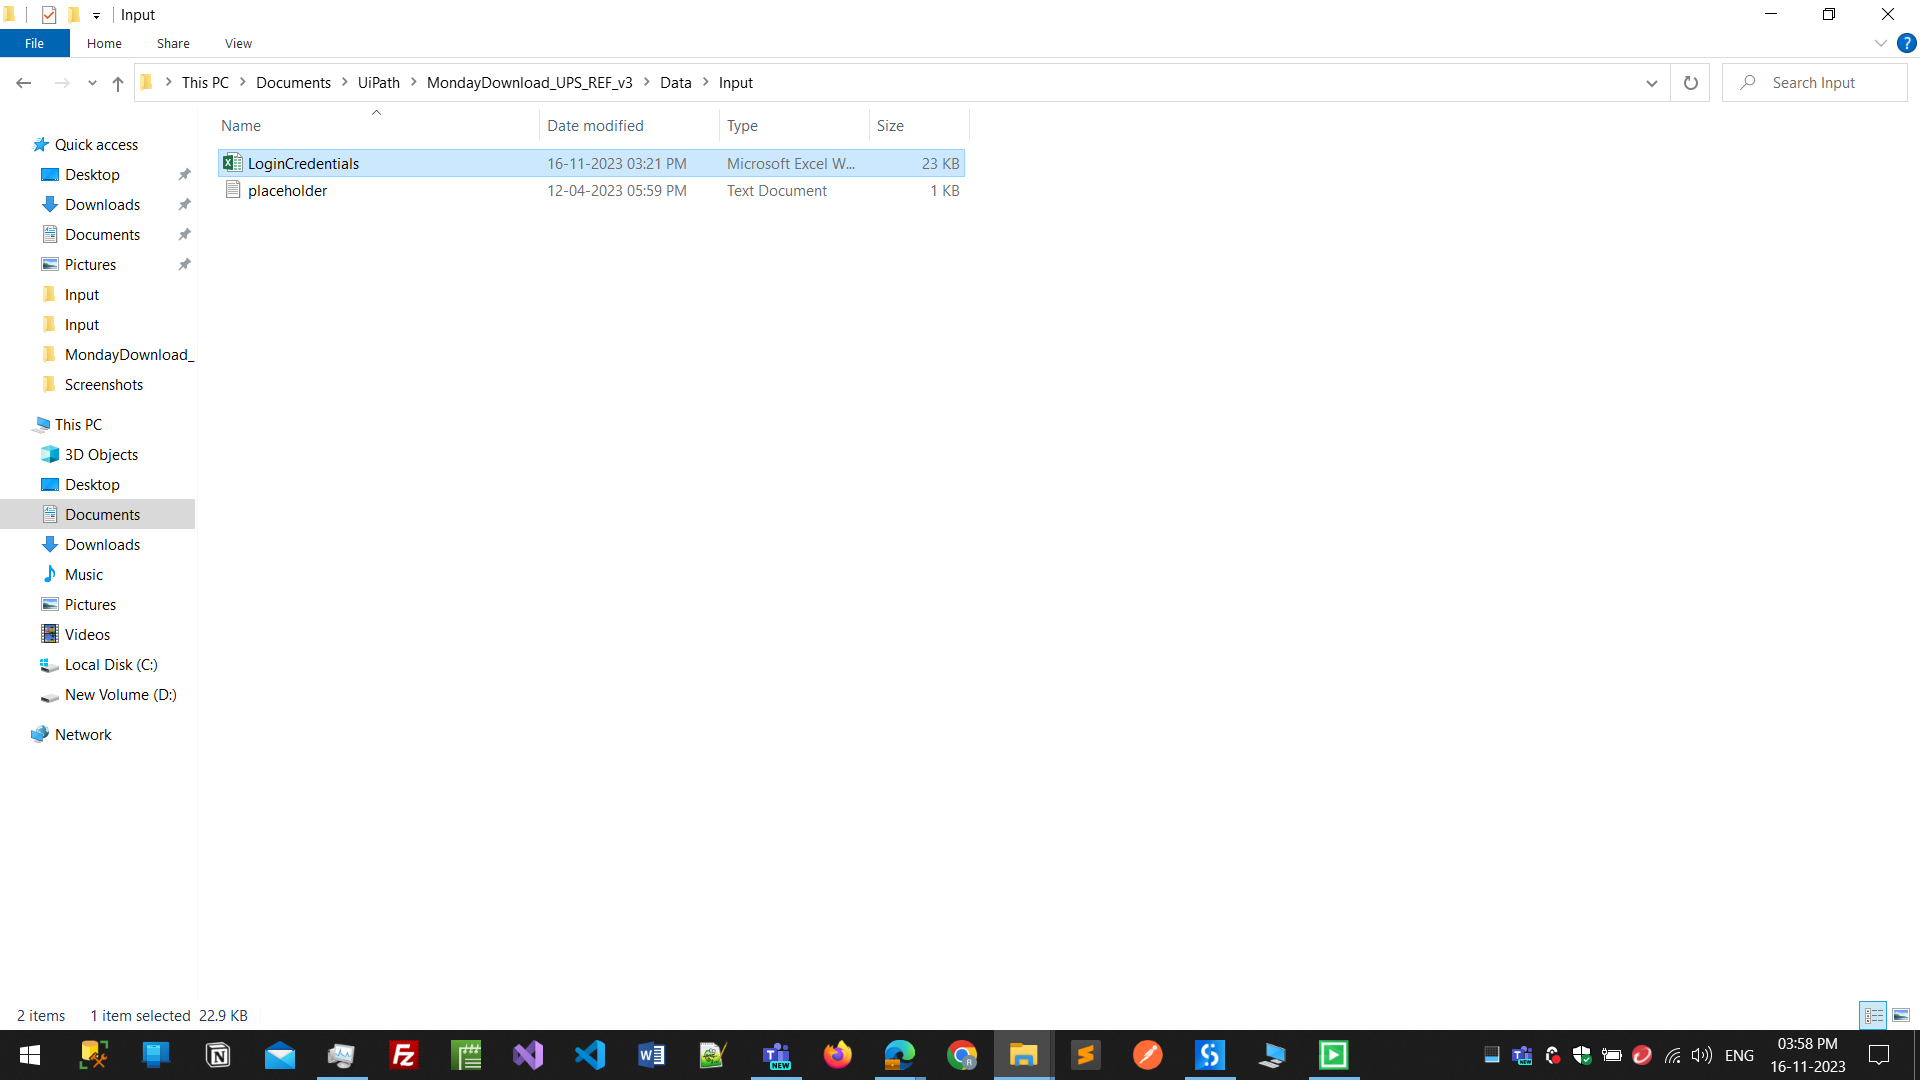 Input
File Home Share View
This PC Documents UiPath MondayDownload_UPS_REF_v3 Data Input
Search Input
Name Date modified Type Size
LoginCredentials 16-11-2023 03:21 PM Microsoft Excel W... 23 KB
placeholder 12-04-2023 05:59 PM Text Document 1 KB
Quick access
Desktop
Downloads
Documents
Pictures
Input
Input
MondayDownload_
Screenshots
This PC
3D Objects
Desktop
Documents
Downloads
Music
Pictures
Videos
Local Disk (C:)
New Volume (D:)
Network
2 items 1 item selected 22.9 KB
NEW
ENG
03:58 PM
16-11-2023